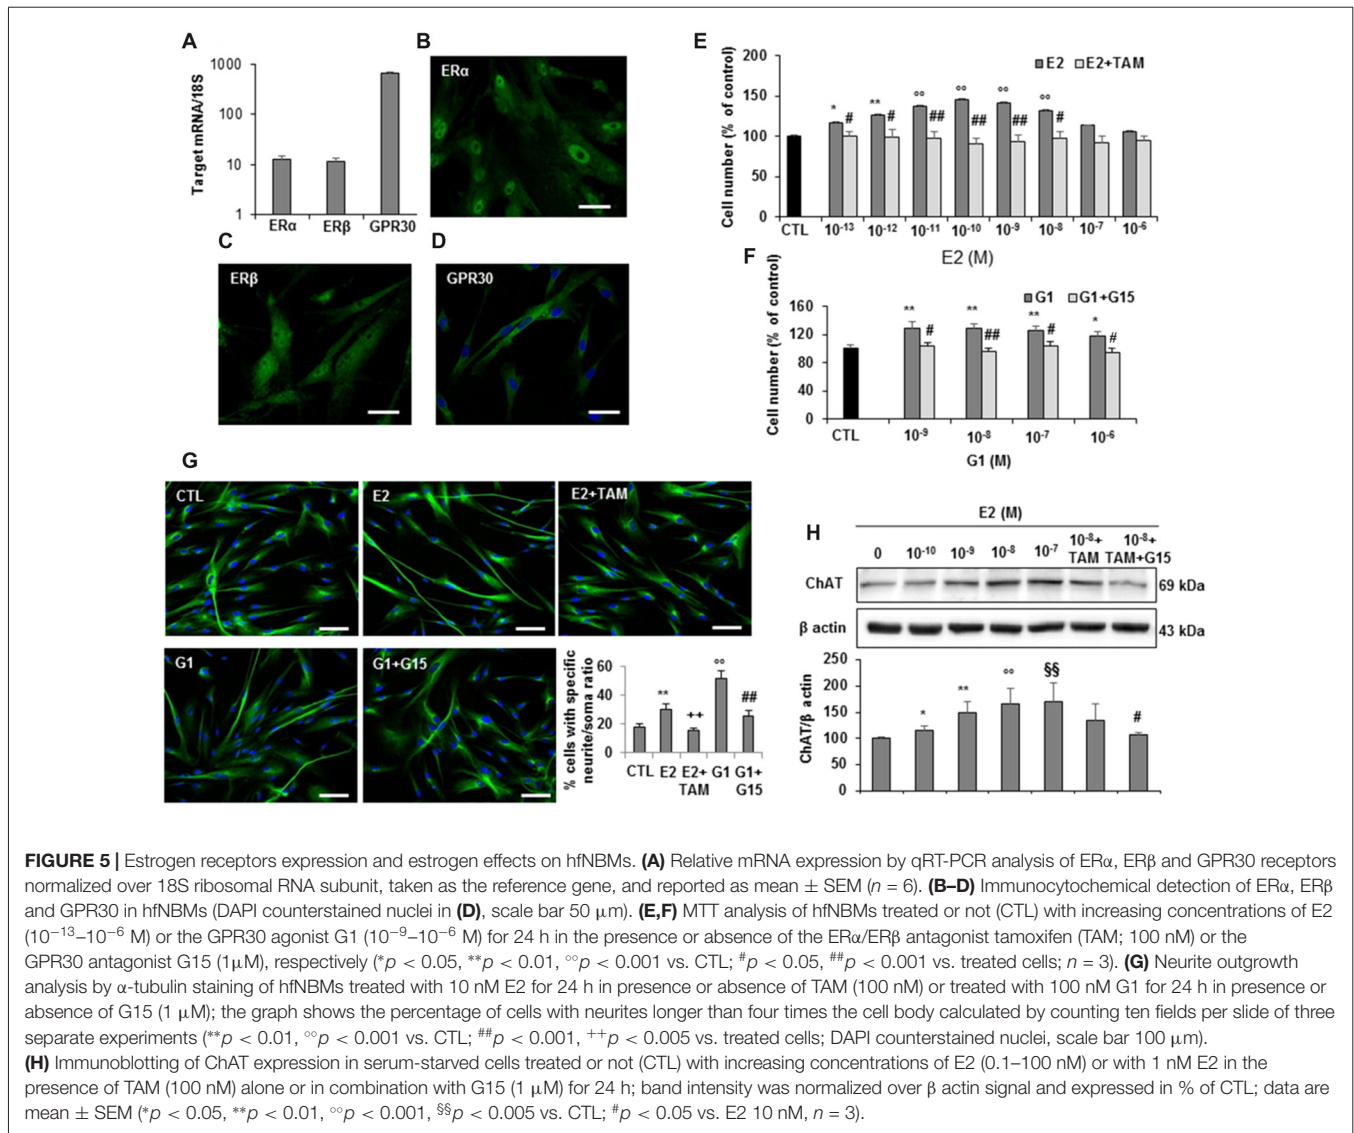 A
1000
100
10
1
Target mRNA/18S
ERα ERβ GPR30
B
ERα
C
ERβ
D
GPR30
E
200
150
100
50
0
Cell number (% of control)
E2 E2+TAM
* # ** # °° ## °° ## °° ## °° #
CTL 10-13 10-12 10-11 10-10 10-9 10-8 10-7 10-6
E2 (M)
F
160
120
80
40
0
Cell number (% of control)
G1 G1+G15
** # ** ## ** # * #
CTL 10-9 10-8 10-7 10-6
G1 (M)
G
CTL
E2
E2+TAM
G1
G1+G15
60
40
20
0
% cells with specific
neurite/soma ratio
** ++ °° ##
CTL E2 E2+ G1 G1+
TAM G15
H
E2 (M)
0 10-10 10-9 10-8 10-7 10-8+ 10-8+
TAM TAM+G15
ChAT 69 kDa
β actin 43 kDa
250
200
150
100
50
0
ChAT/β actin
* ** °° §§ #
FIGURE 5 | Estrogen receptors expression and estrogen effects on hfNBMs. (A) Relative mRNA expression by qRT-PCR analysis of ERα, ERβ and GPR30 receptors
normalized over 18S ribosomal RNA subunit, taken as the reference gene, and reported as mean ± SEM (n = 6). (B–D) Immunocytochemical detection of ERα, ERβ
and GPR30 in hfNBMs (DAPI counterstained nuclei in (D), scale bar 50 μm). (E,F) MTT analysis of hfNBMs treated or not (CTL) with increasing concentrations of E2
(10−13–10−6 M) or the GPR30 agonist G1 (10−9–10−6 M) for 24 h in the presence or absence of the ERα/ERβ antagonist tamoxifen (TAM; 100 nM) or the
GPR30 antagonist G15 (1μM), respectively (*p < 0.05, **p < 0.01, °°p < 0.001 vs. CTL; #p < 0.05, ##p < 0.001 vs. treated cells; n = 3). (G) Neurite outgrowth
analysis by α-tubulin staining of hfNBMs treated with 10 nM E2 for 24 h in presence or absence of TAM (100 nM) or treated with 100 nM G1 for 24 h in presence or
absence of G15 (1 μM); the graph shows the percentage of cells with neurites longer than four times the cell body calculated by counting ten fields per slide of three
separate experiments (**p < 0.01, °°p < 0.001 vs. CTL; ##p < 0.001, ++p < 0.005 vs. treated cells; DAPI counterstained nuclei, scale bar 100 μm).
(H) Immunoblotting of ChAT expression in serum-starved cells treated or not (CTL) with increasing concentrations of E2 (0.1–100 nM) or with 1 nM E2 in the
presence of TAM (100 nM) alone or in combination with G15 (1 μM) for 24 h; band intensity was normalized over β actin signal and expressed in % of CTL; data are
mean ± SEM (*p < 0.05, **p < 0.01, °°p < 0.001, §§p < 0.005 vs. CTL; #p < 0.05 vs. E2 10 nM, n = 3).